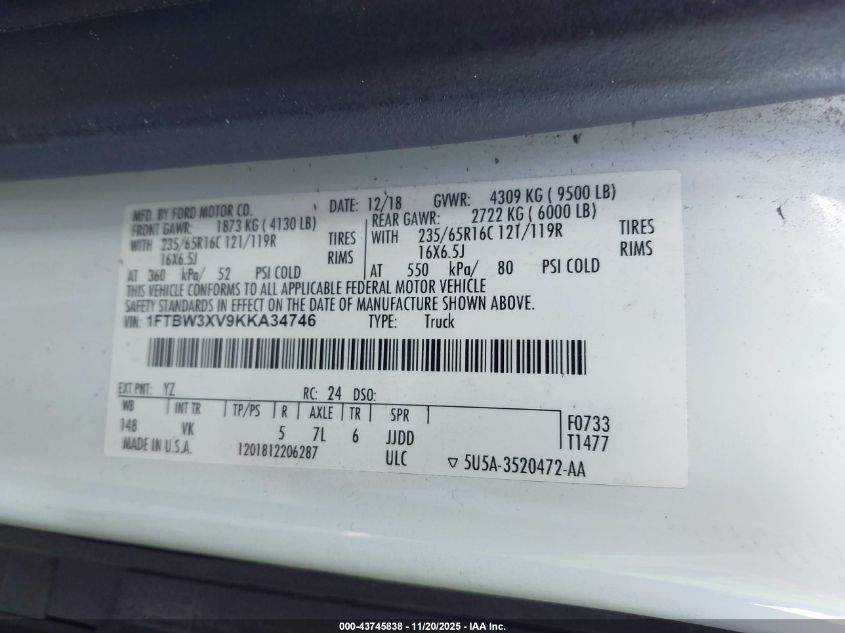 MFD. BY FORD MOTOR CO. DATE: 12/18 GVWR: 4309 KG ( 9500 LB)
FRONT GAWR: 1873 KG ( 4130 LB) REAR GAWR: 2722 KG ( 6000 LB)
WITH 235/65R16C 121/119R TIRES WITH 235/65R16C 121/119R TIRES
16X6.5J RIMS 16X6.5J RIMS
AT 360 kPa/ 52 PSI COLD AT 550 kPa/ 80 PSI COLD
THIS VEHICLE CONFORMS TO ALL APPLICABLE FEDERAL MOTOR VEHICLE
SAFETY STANDARDS IN EFFECT ON THE DATE OF MANUFACTURE SHOWN ABOVE.
VIN: 1FTBW3XV9KKA34746 TYPE: Truck
EXT PNT: YZ RC: 24 DSO:
WB INT TR TP/PS R AXLE TR SPR F0733
148 VK 5 7L 6 JJDD T1477
MADE IN U.S.A. 1201812206287 ULC ▽ 5U5A-3520472-AA
000-43745838 - 11/20/2025 - IAA Inc.